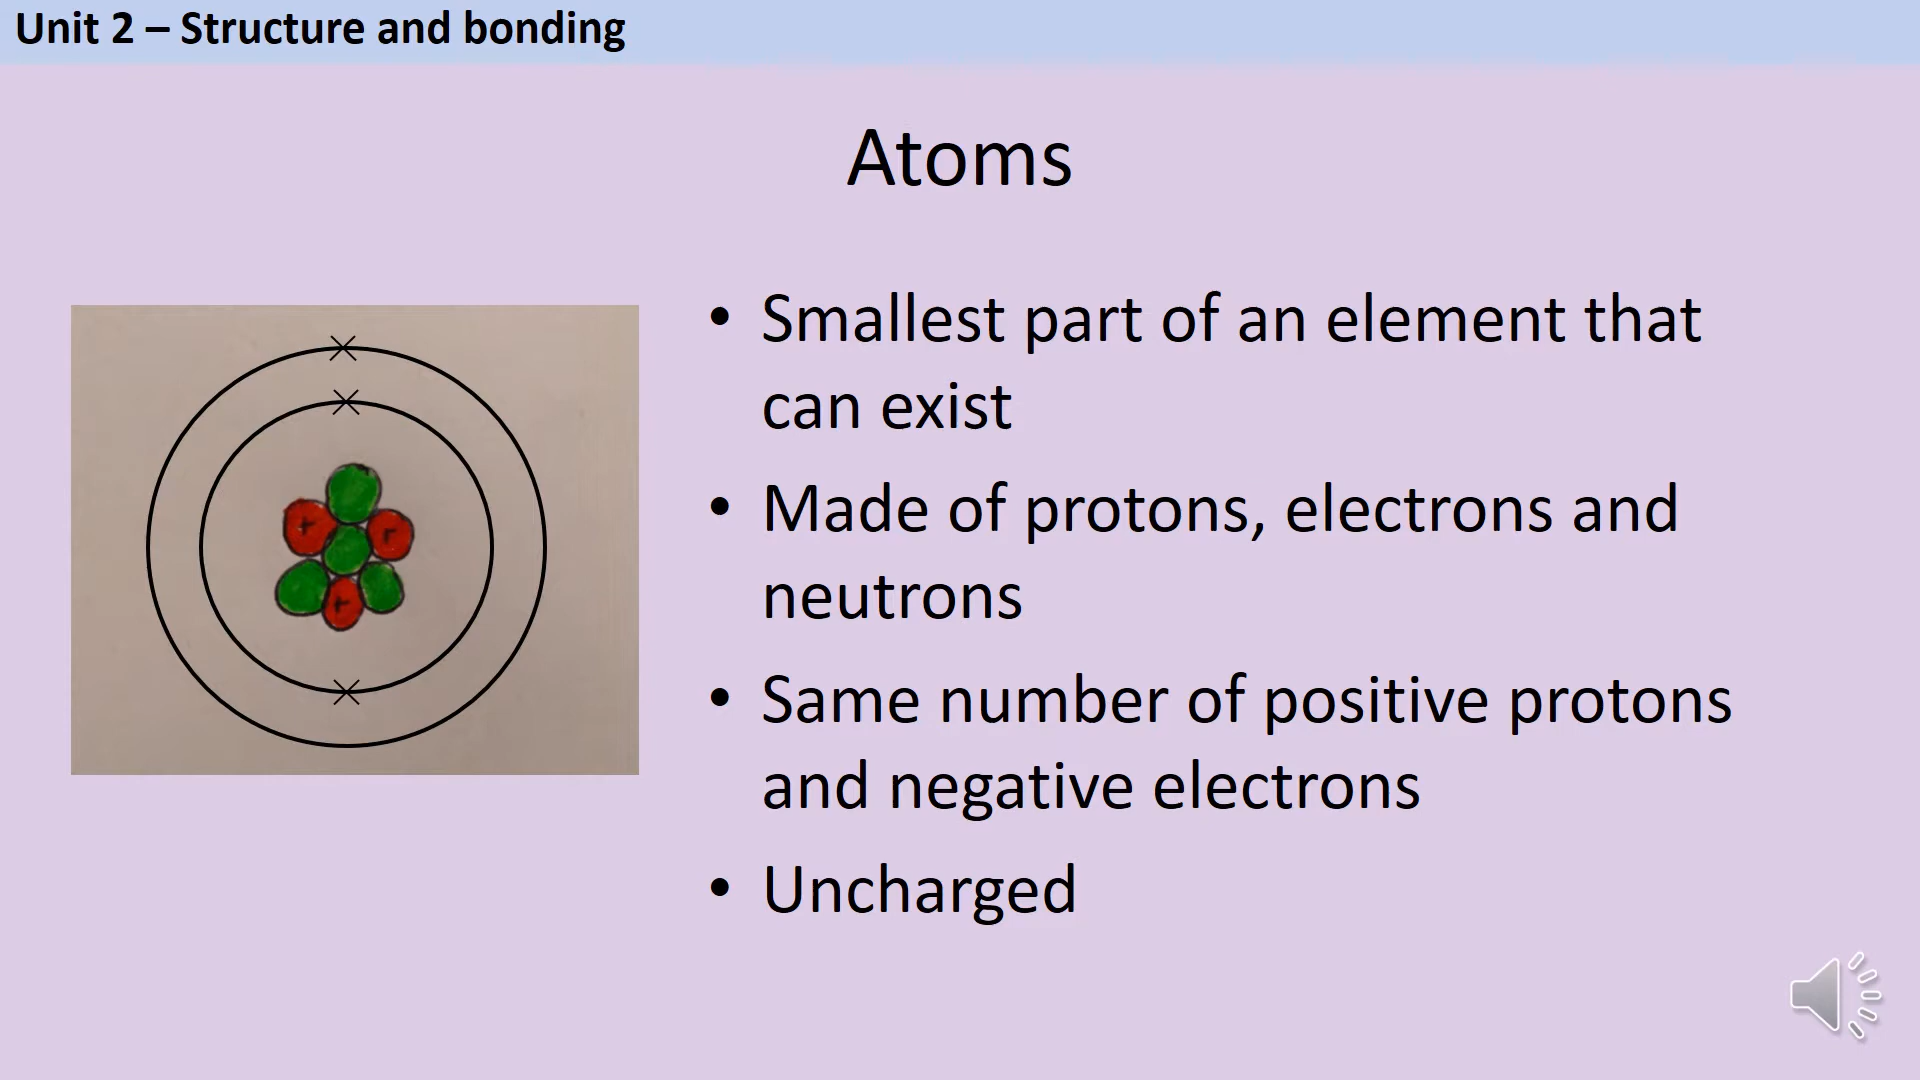 Unit 2 – Structure and bonding
Atoms
• Smallest part of an element that
can exist
• Made of protons, electrons and
neutrons
• Same number of positive protons
and negative electrons
• Uncharged